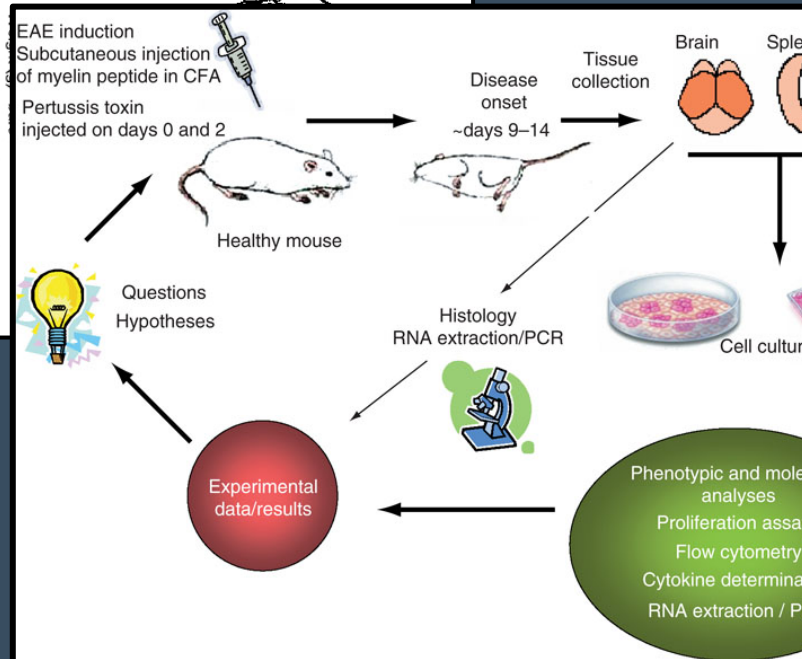 EAE induction
Subcutaneous injection
of myelin peptide in CFA
Pertussis toxin
injected on days 0 and 2
Healthy mouse
Disease
onset
~days 9–14
Tissue
collection
Brain
Questions
Hypotheses
Histology
RNA extraction/PCR
Cell cultur
Experimental
data/results
Phenotypic and mole
analyses
Proliferation assa
Flow cytometry
Cytokine determina
RNA extraction / P